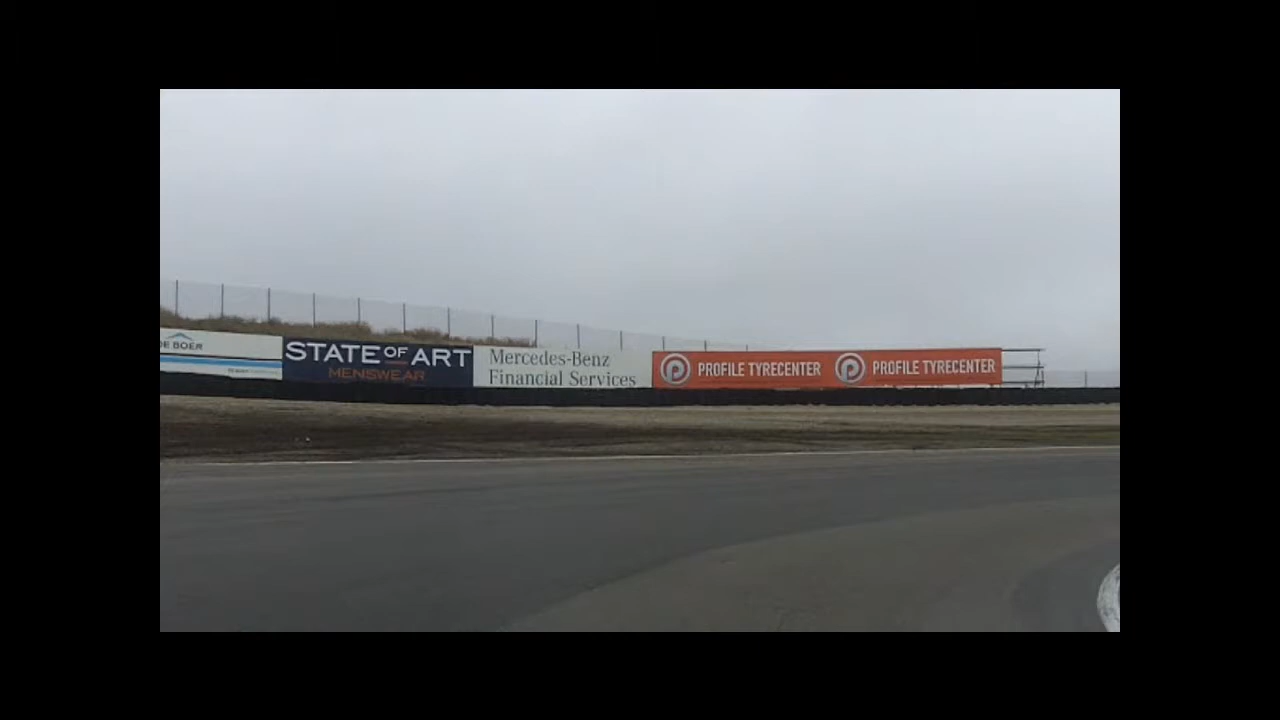 DE BOER
STATE OF ART
MENSWEAR
Mercedes-Benz
Financial Services
PROFILE TYRECENTER
PROFILE TYRECENTER